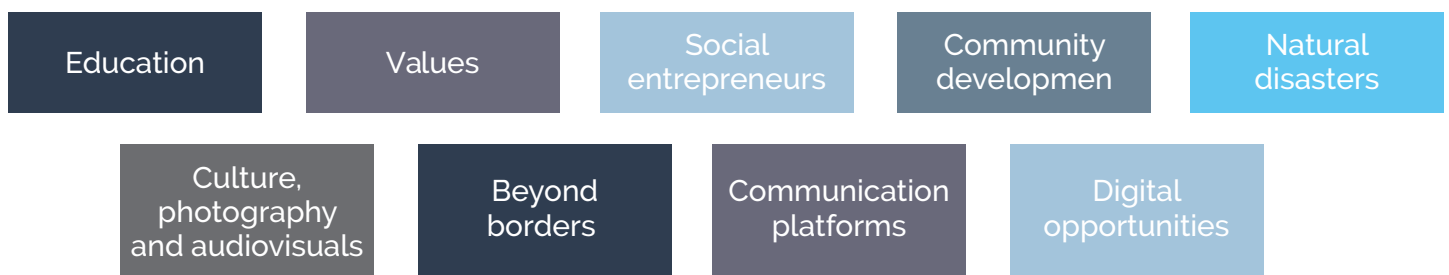 Education
Values
Social
entrepreneurs
Community
developmen
Natural
disasters
Culture,
photography
and audiovisuals
Beyond
borders
Communication
platforms
Digital
opportunities